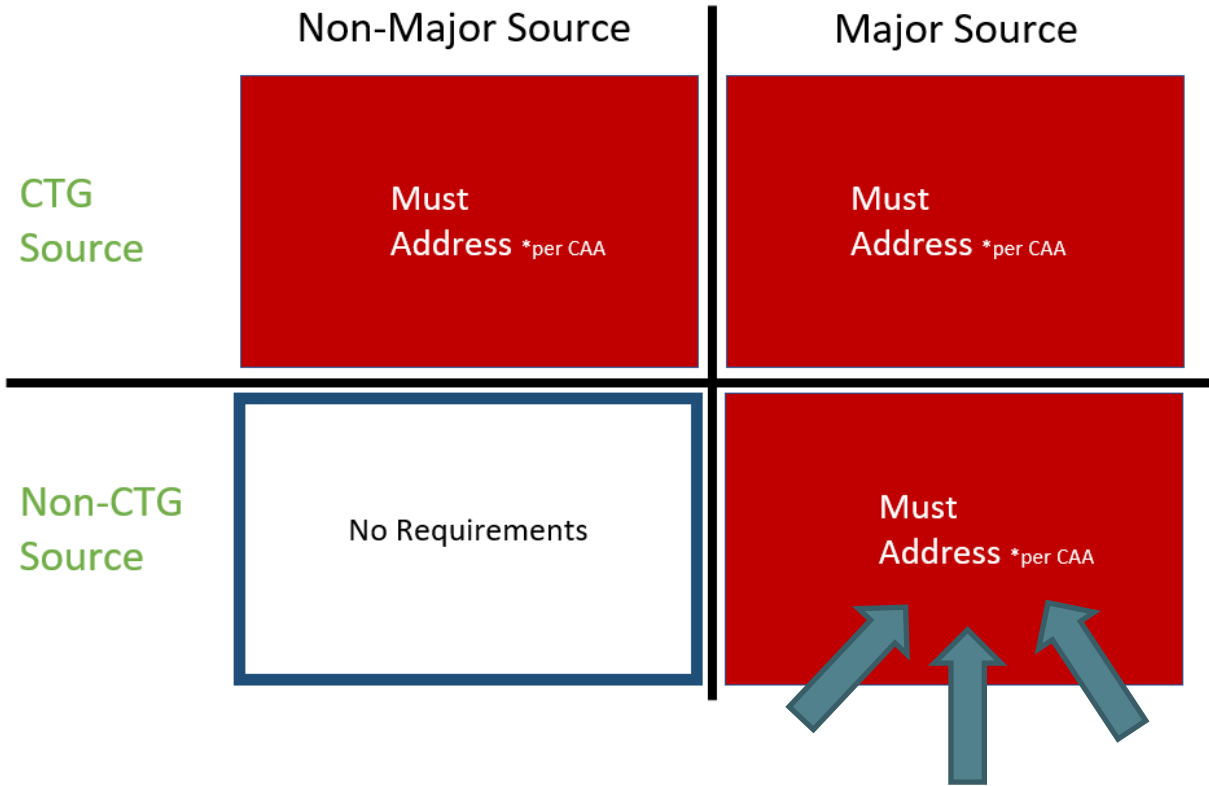 Non-Major Source
Major Source
CTG
Source
Must
Address *per CAA
Must
Address *per CAA
Non-CTG
Source
No Requirements
Must
Address *per CAA